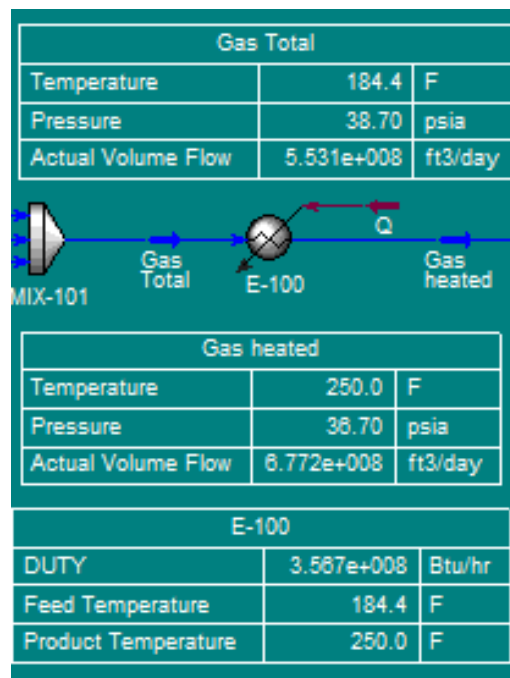 Gas Total
Temperature 184.4 F
Pressure 38.70 psia
Actual Volume Flow 5.531e+008 ft3/day
Q
Gas Total
Gas heated
MIX-101
E-100
Gas heated
Temperature 250.0 F
Pressure 36.70 psia
Actual Volume Flow 6.772e+008 ft3/day
E-100
DUTY 3.567e+008 Btu/hr
Feed Temperature 184.4 F
Product Temperature 250.0 F